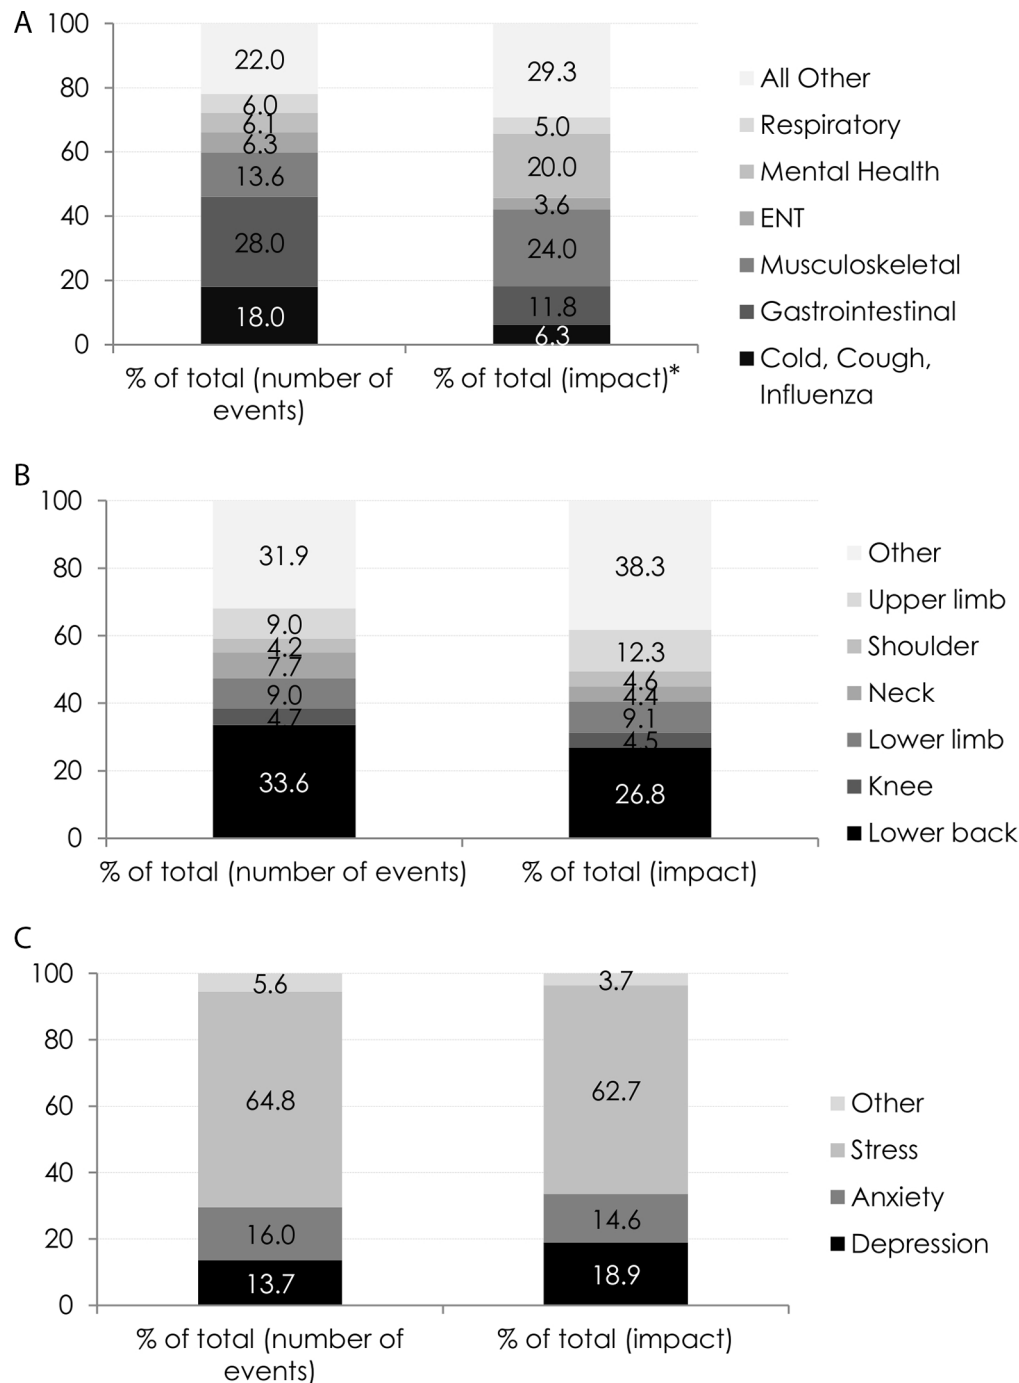 A
100
80
60
40
20
0
22.0
6.0
6.1
6.3
13.6
28.0
18.0
29.3
5.0
20.0
3.6
24.0
11.8
6.3
% of total (number of
events)
% of total (impact)*
All Other
Respiratory
Mental Health
ENT
Musculoskeletal
Gastrointestinal
Cold, Cough,
Influenza
B
100
80
60
40
20
0
31.9
9.0
4.2
7.7
9.0
4.7
33.6
38.3
12.3
4.6
4.4
9.1
4.5
26.8
% of total (number of events)
% of total (impact)
Other
Upper limb
Shoulder
Neck
Lower limb
Knee
Lower back
C
100
80
60
40
20
0
5.6
64.8
16.0
13.7
3.7
62.7
14.6
18.9
% of total (number of
events)
% of total (impact)
Other
Stress
Anxiety
Depression